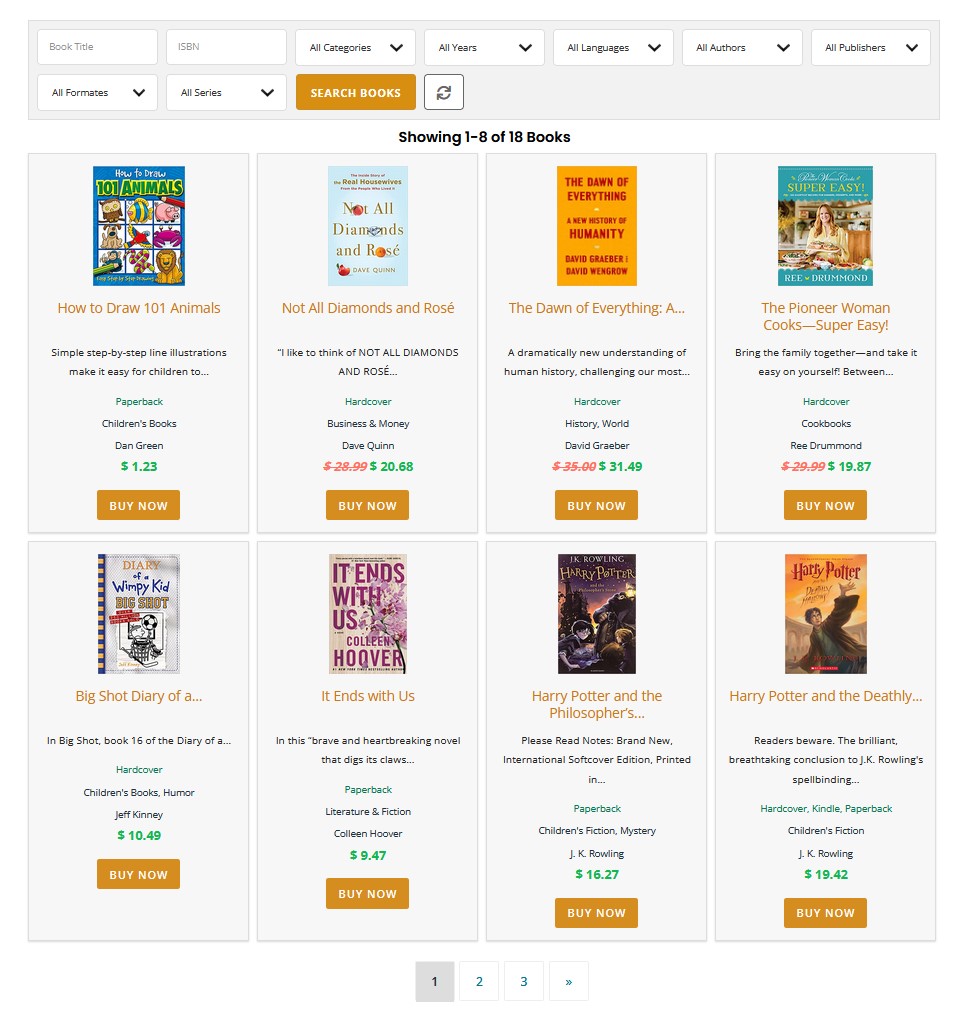 Book Title
ISBN
All Categories
All Years
All Languages
All Authors
All Publishers
All Formates
All Series
SEARCH BOOKS
Showing 1-8 of 18 Books
How to Draw
101 ANIMALS
The Inside Story of
the Real Housewives
From the People Who Lived It
Not All
Diamonds
and Rosé
DAVE QUINN
THE DAWN OF
EVERYTHING
A NEW HISTORY OF
HUMANITY
DAVID GRAEBER
DAVID WENGROW
The Pioneer Woman Cooks
SUPER EASY!
REE DRUMMOND
How to Draw 101 Animals
Not All Diamonds and Rosé
The Dawn of Everything: A...
The Pioneer Woman
Cooks—Super Easy!
Simple step-by-step line illustrations
make it easy for children to...
“I like to think of NOT ALL DIAMONDS
AND ROSÉ...
A dramatically new understanding of
human history, challenging our most...
Bring the family together—and take it
easy on yourself! Between...
Paperback
Hardcover
Hardcover
Hardcover
Children's Books
Business & Money
History, World
Cookbooks
Dan Green
Dave Quinn
David Graeber
Ree Drummond
$ 1.23
$ 28.99 $ 20.68
$ 35.00 $ 31.49
$ 29.99 $ 19.87
BUY NOW
BUY NOW
BUY NOW
BUY NOW
DIARY
of a
Wimpy Kid
BIG SHOT
Jeff Kinney
IT ENDS
WITH
US
COLLEEN
HOOVER
J.K. ROWLING
HARRY POTTER
and the
Philosopher's Stone
Harry Potter
AND THE
DEATHLY
HALLOWS
Big Shot Diary of a...
It Ends with Us
Harry Potter and the
Philosopher’s...
Harry Potter and the Deathly...
In Big Shot, book 16 of the Diary of a...
In this “brave and heartbreaking novel
that digs its claws...
Please Read Notes: Brand New,
International Softcover Edition, Printed
in...
Readers beware. The brilliant,
breathtaking conclusion to J.K. Rowling's
spellbinding...
Hardcover
Paperback
Paperback
Hardcover, Kindle, Paperback
Children's Books, Humor
Literature & Fiction
Children's Fiction, Mystery
Children's Fiction
Jeff Kinney
Colleen Hoover
J. K. Rowling
J. K. Rowling
$ 10.49
$ 9.47
$ 16.27
$ 19.42
BUY NOW
BUY NOW
BUY NOW
BUY NOW
1
2
3
»